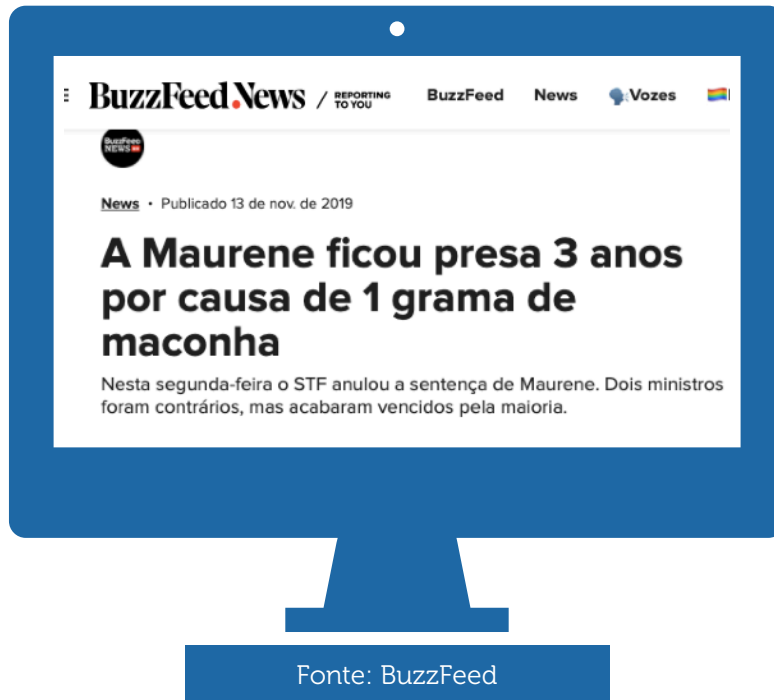 BuzzFeed News / REPORTING TO YOU BuzzFeed News Vozes
BuzzFeed NEWS
News • Publicado 13 de nov. de 2019
A Maurene ficou presa 3 anos
por causa de 1 grama de
maconha
Nesta segunda-feira o STF anulou a sentença de Maurene. Dois ministros
foram contrários, mas acabaram vencidos pela maioria.
Fonte: BuzzFeed